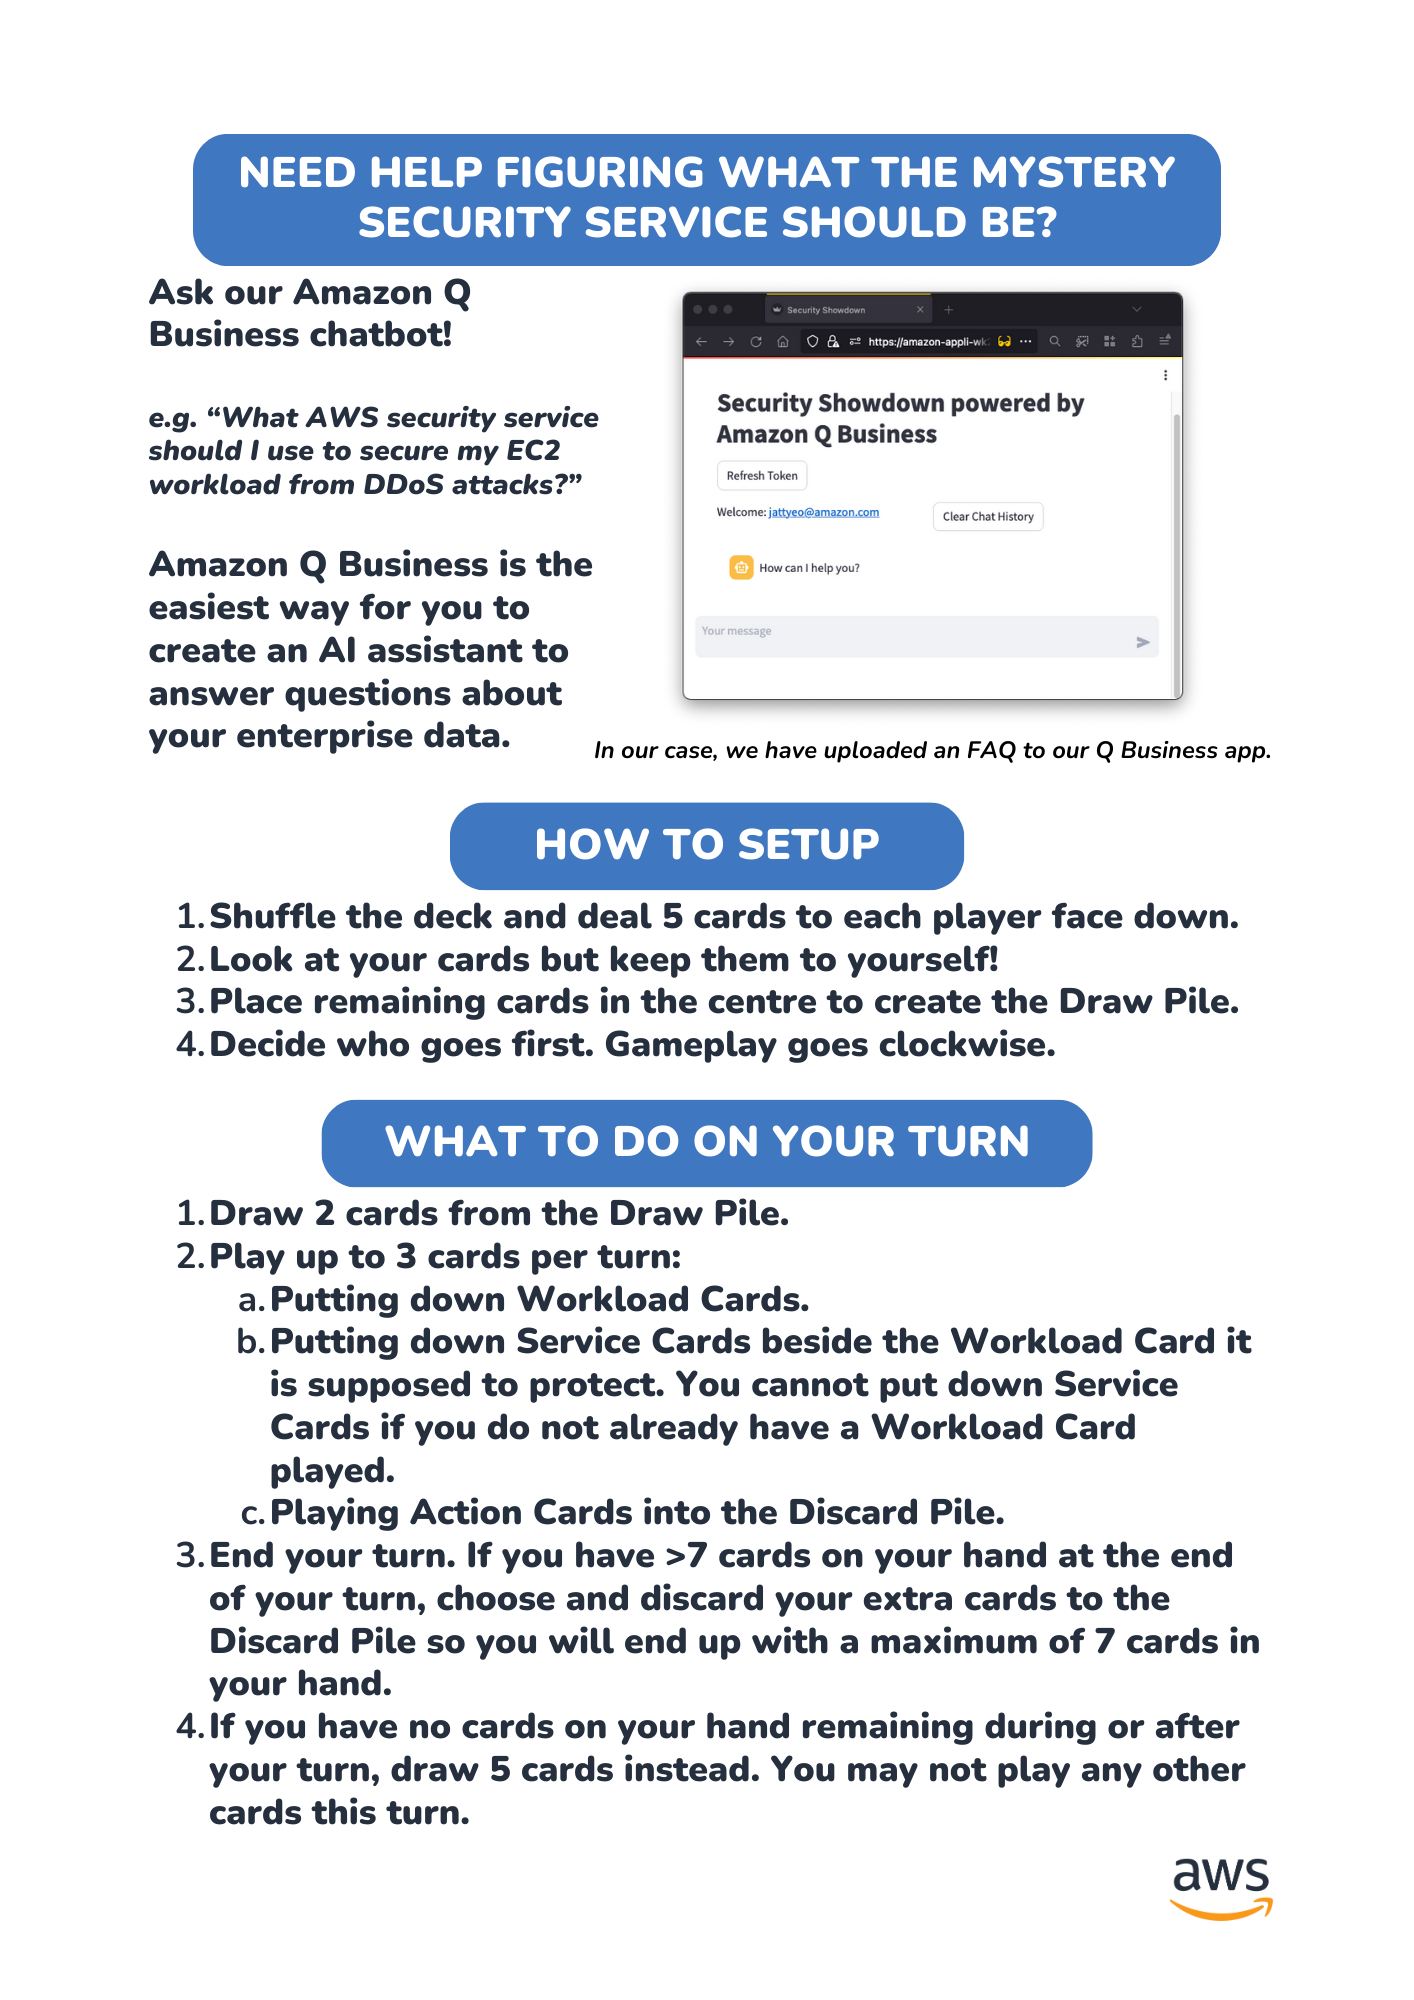 NEED HELP FIGURING WHAT THE MYSTERY
SECURITY SERVICE SHOULD BE?
Ask our Amazon Q
Business chatbot!
e.g. “What AWS security service
should I use to secure my EC2
workload from DDoS attacks?”
Amazon Q Business is the
easiest way for you to
create an AI assistant to
answer questions about
your enterprise data.
Security Showdown
https://amazon-appli-wk
Security Showdown powered by
Amazon Q Business
Refresh Token
Welcome: jattyeo@amazon.com
Clear Chat History
How can I help you?
Your message
In our case, we have uploaded an FAQ to our Q Business app.
HOW TO SETUP
1. Shuffle the deck and deal 5 cards to each player face down.
2. Look at your cards but keep them to yourself!
3. Place remaining cards in the centre to create the Draw Pile.
4. Decide who goes first. Gameplay goes clockwise.
WHAT TO DO ON YOUR TURN
1. Draw 2 cards from the Draw Pile.
2. Play up to 3 cards per turn:
a. Putting down Workload Cards.
b. Putting down Service Cards beside the Workload Card it
is supposed to protect. You cannot put down Service
Cards if you do not already have a Workload Card
played.
c. Playing Action Cards into the Discard Pile.
3. End your turn. If you have >7 cards on your hand at the end
of your turn, choose and discard your extra cards to the
Discard Pile so you will end up with a maximum of 7 cards in
your hand.
4. If you have no cards on your hand remaining during or after
your turn, draw 5 cards instead. You may not play any other
cards this turn.
aws